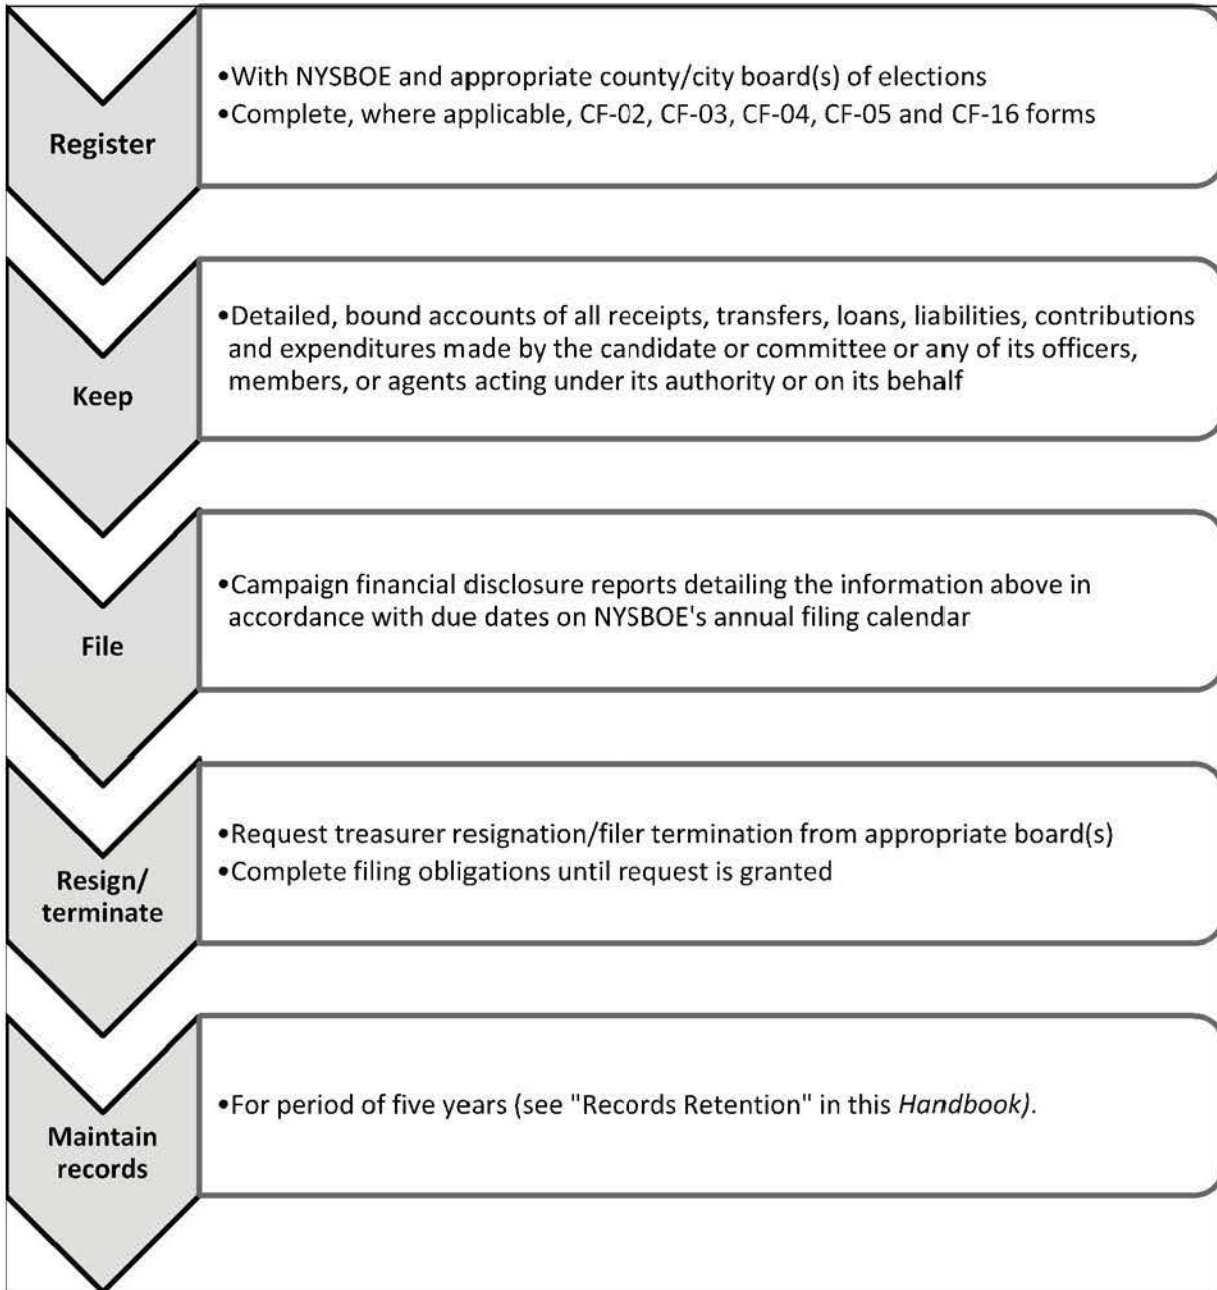 Register
•With NYSBOE and appropriate county/city board(s) of elections
•Complete, where applicable, CF-02, CF-03, CF-04, CF-05 and CF-16 forms
Keep
•Detailed, bound accounts of all receipts, transfers, loans, liabilities, contributions
and expenditures made by the candidate or committee or any of its officers,
members, or agents acting under its authority or on its behalf
File
•Campaign financial disclosure reports detailing the information above in
accordance with due dates on NYSBOE's annual filing calendar
Resign/
terminate
•Request treasurer resignation/filer termination from appropriate board(s)
•Complete filing obligations until request is granted
Maintain
records
•For period of five years (see "Records Retention" in this Handbook).